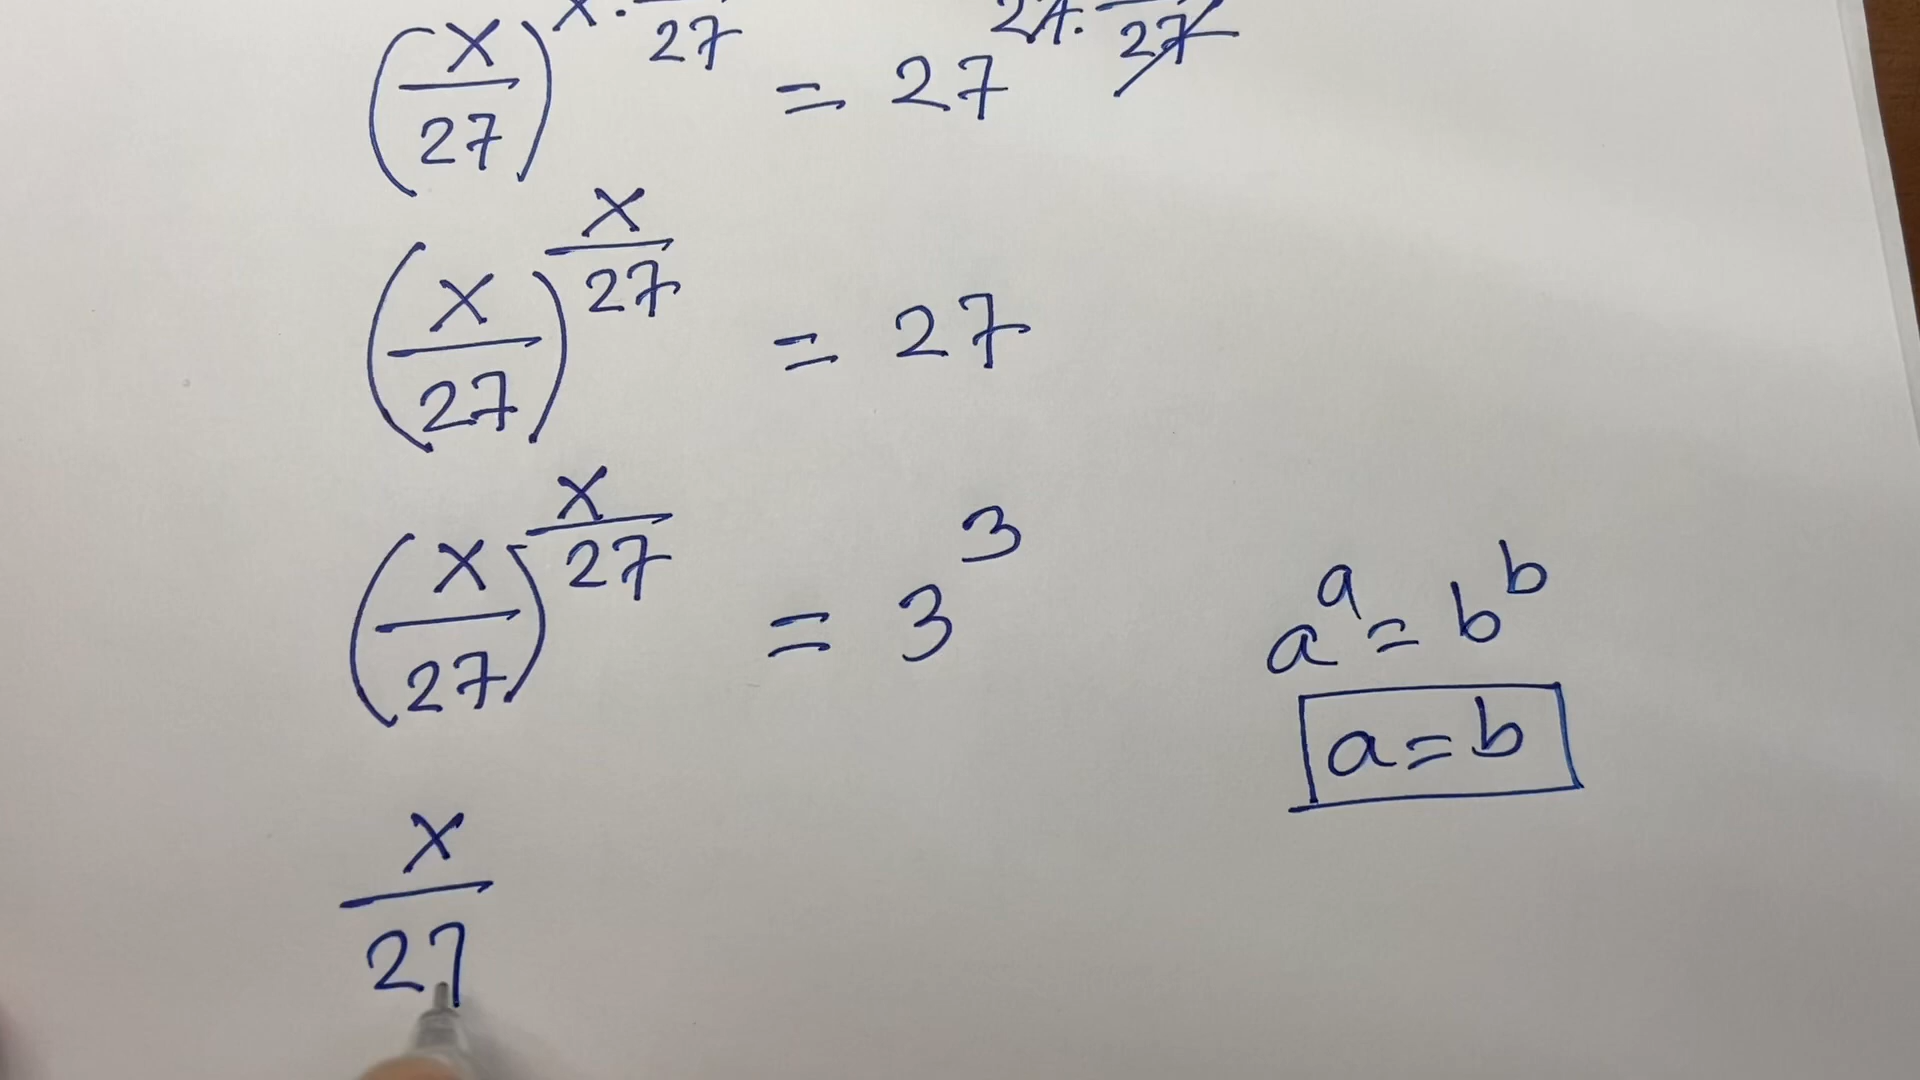 (x/27)^(x·/27) = 27^(27·/27)
(x/27)^(x/27) = 27
(x/27)^(x/27) = 3^3
a^a = b^b
a = b
x/27